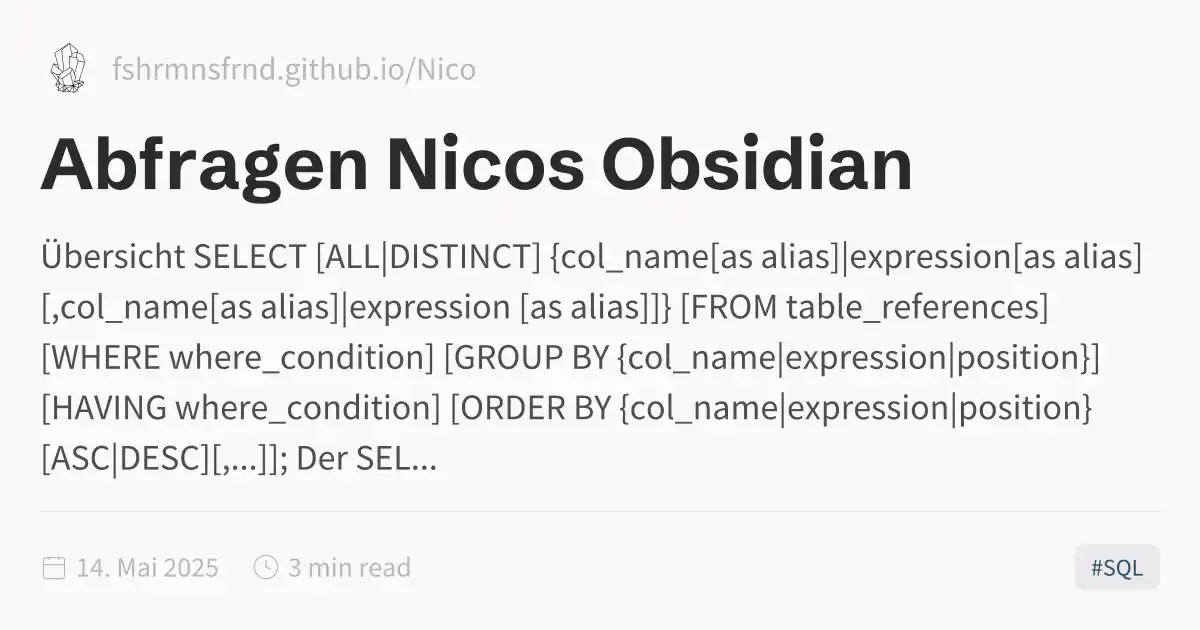 fshrmnsfrnd.github.io/Nico
Abfragen Nicos Obsidian
Übersicht SELECT [ALL|DISTINCT] {col_name[as alias]|expression[as alias]
[,col_name[as alias]|expression [as alias]]} [FROM table_references]
[WHERE where_condition] [GROUP BY {col_name|expression|position}]
[HAVING where_condition] [ORDER BY {col_name|expression|position}
[ASC|DESC][,...]]; Der SEL...
14. Mai 2025
3 min read
#SQL